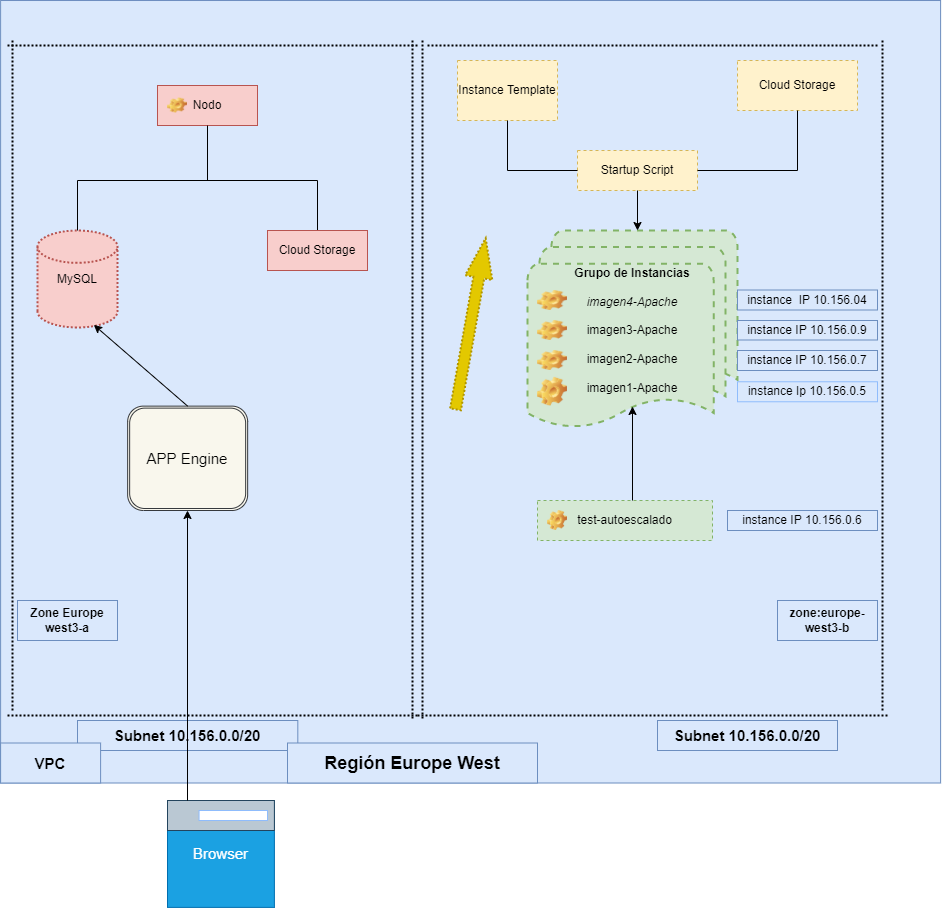 Nodo
MySQL
Cloud Storage
APP Engine
Zone Europe
west3-a
Instance Template
Cloud Storage
Startup Script
Grupo de Instancias
imagen4-Apache
instance  IP 10.156.04
imagen3-Apache
instance IP 10.156.0.9
imagen2-Apache
instance IP 10.156.0.7
imagen1-Apache
instance Ip 10.156.0.5
test-autoescalado
instance IP 10.156.0.6
zone:europe-
west3-b
Subnet 10.156.0.0/20
Subnet 10.156.0.0/20
VPC
Región Europe West
Browser